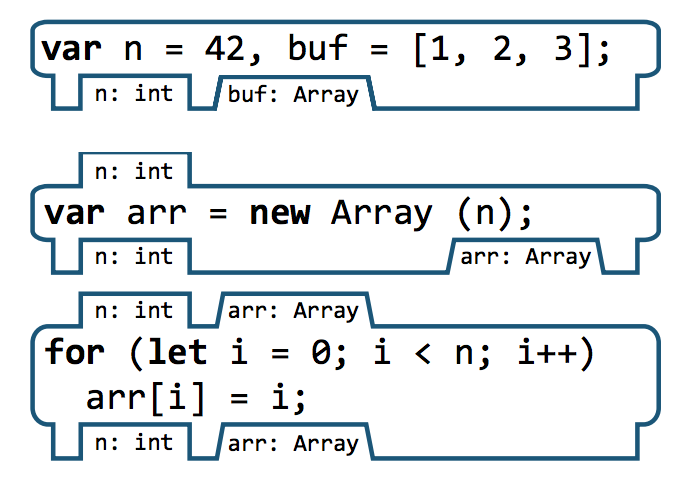 var n = 42, buf = [1, 2, 3];
n: int buf: Array
n: int
var arr = new Array (n);
n: int arr: Array
n: int arr: Array
for (let i = 0; i < n; i++)
arr[i] = i;
n: int arr: Array